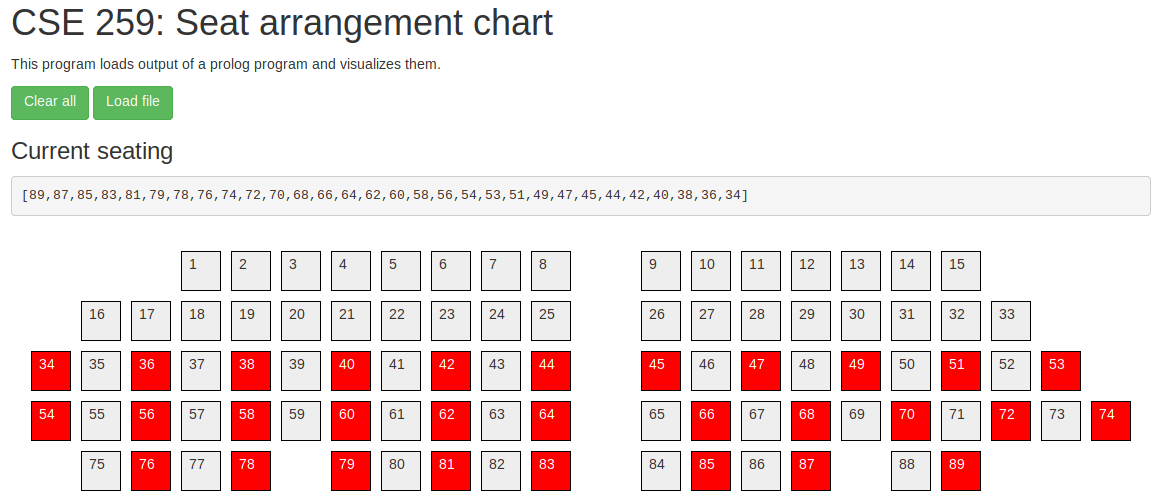 CSE 259: Seat arrangement chart
This program loads output of a prolog program and visualizes them.
Clear all Load file
Current seating
[89,87,85,83,81,79,78,76,74,72,70,68,66,64,62,60,58,56,54,53,51,49,47,45,44,42,40,38,36,34]
1 2 3 4 5 6 7 8 9 10 11 12 13 14 15
16 17 18 19 20 21 22 23 24 25 26 27 28 29 30 31 32 33
34 35 36 37 38 39 40 41 42 43 44 45 46 47 48 49 50 51 52 53
54 55 56 57 58 59 60 61 62 63 64 65 66 67 68 69 70 71 72 73 74
75 76 77 78 79 80 81 82 83 84 85 86 87 88 89